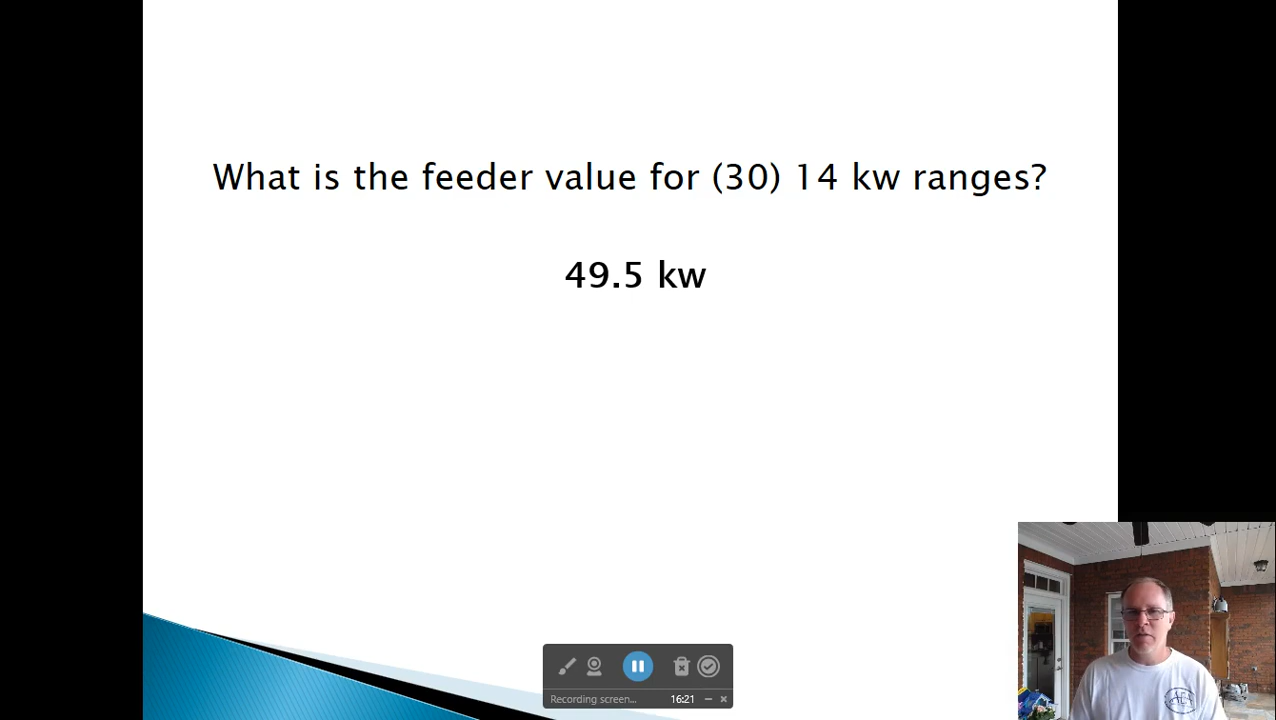 What is the feeder value for (30) 14 kw ranges?
49.5 kw
Recording screen... 16:21